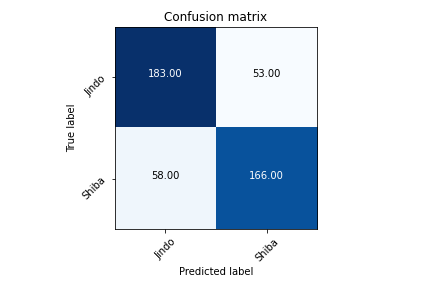 Confusion matrix
True label
Jindo
183.00
53.00
Shiba
58.00
166.00
Jindo
Shiba
Predicted label